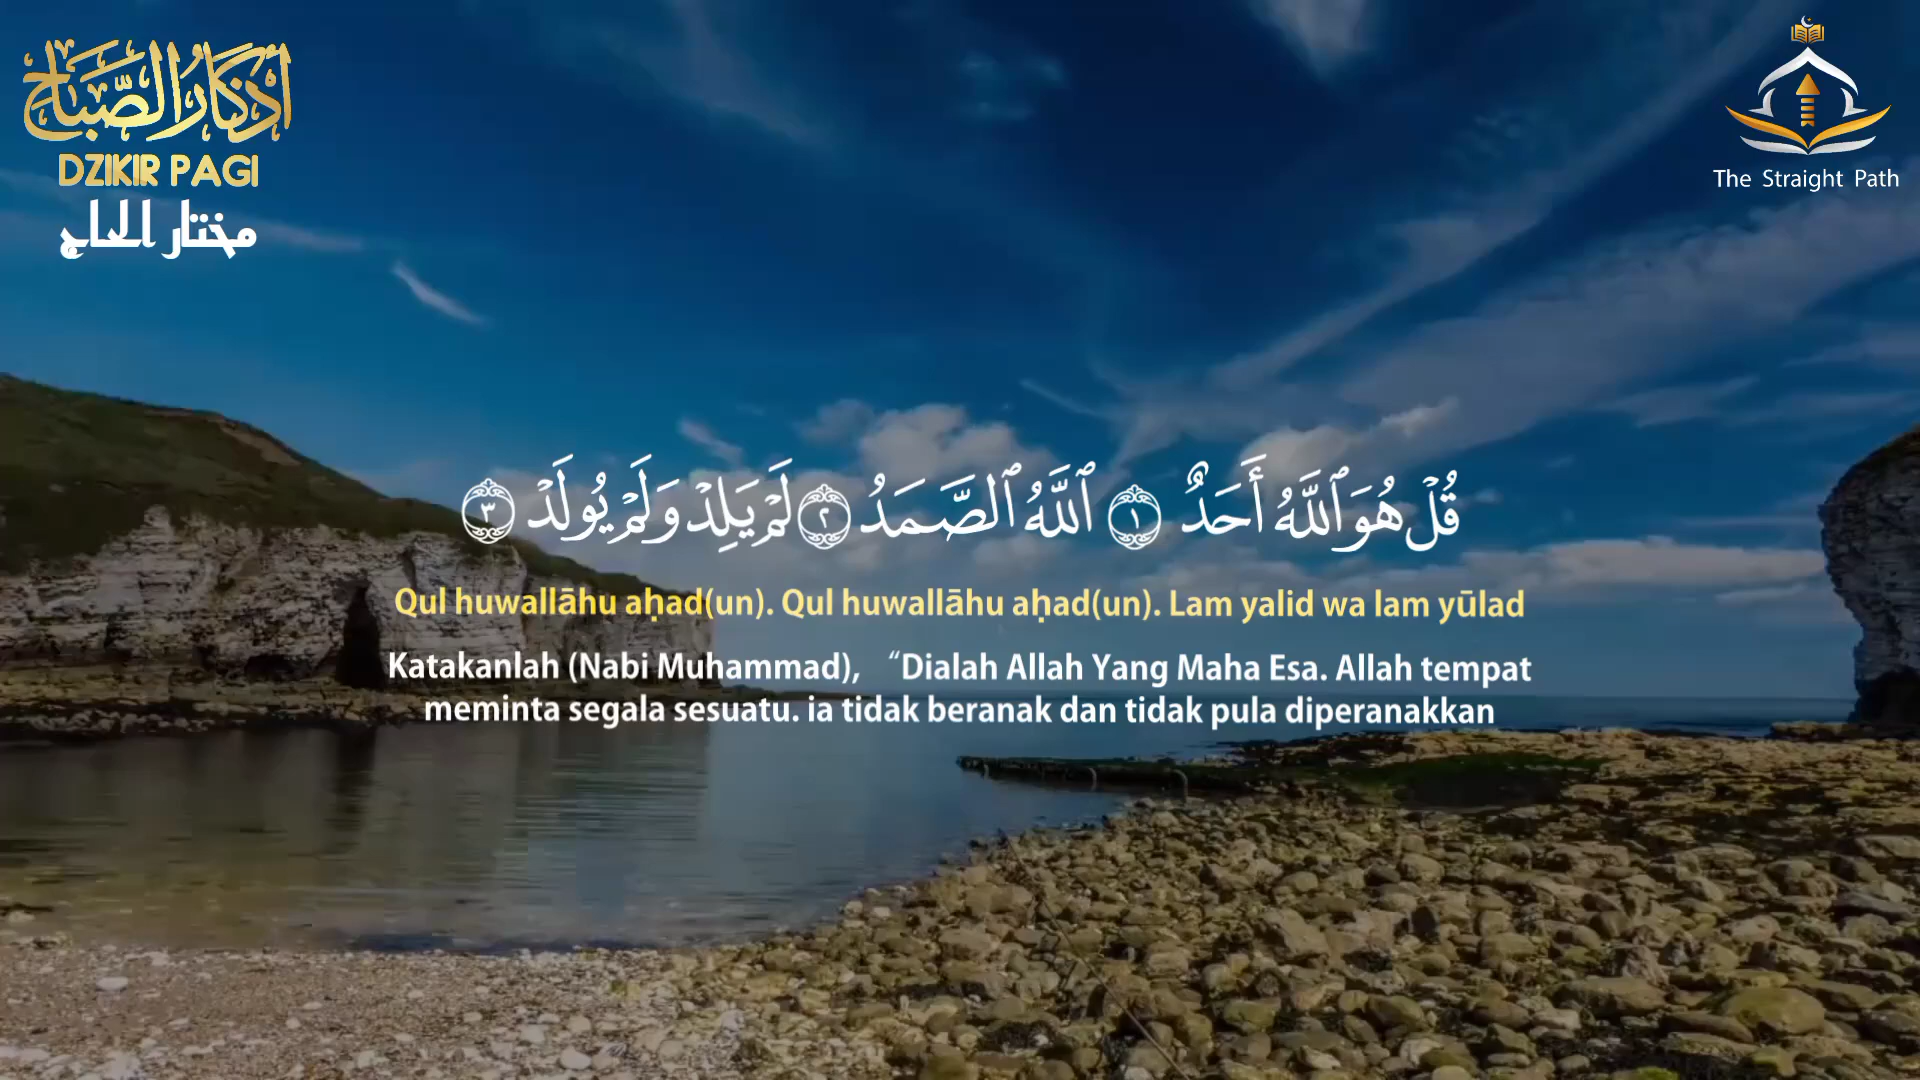 أذكار الصباح
DZIKIR PAGI
مختار الحاج
The Straight Path
قُلْ هُوَ ٱللَّهُ أَحَدٌ ١ ٱللَّهُ ٱلصَّمَدُ ٢ لَمْ يَلِدْ وَلَمْ يُولَدْ ٣
Qul huwallāhu aḥad(un). Qul huwallāhu aḥad(un). Lam yalid wa lam yūlad
Katakanlah (Nabi Muhammad), “Dialah Allah Yang Maha Esa. Allah tempat
meminta segala sesuatu. ia tidak beranak dan tidak pula diperanakkan